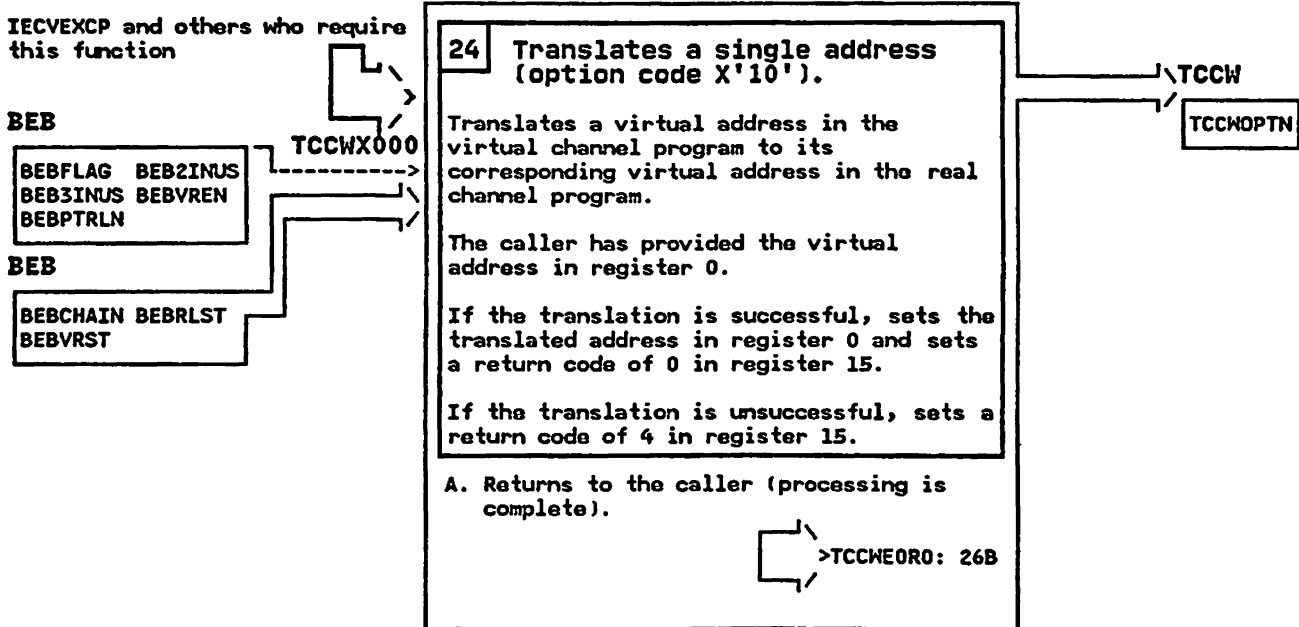 IECVEXCP and others who require
this function
BEB
BEBFLAG BEB2INUS
BEB3INUS BEBVREN
BEBPTRLN
BEB
BEBCHAIN BEBRLST
BEBVRST
TCCWX000
24 Translates a single address
(option code X'10').
Translates a virtual address in the
virtual channel program to its
corresponding virtual address in the real
channel program.
The caller has provided the virtual
address in register 0.
If the translation is successful, sets the
translated address in register 0 and sets
a return code of 0 in register 15.
If the translation is unsuccessful, sets a
return code of 4 in register 15.
A. Returns to the caller (processing is
complete).
>TCCWEORO: 26B
TCCW
TCCWOPTN